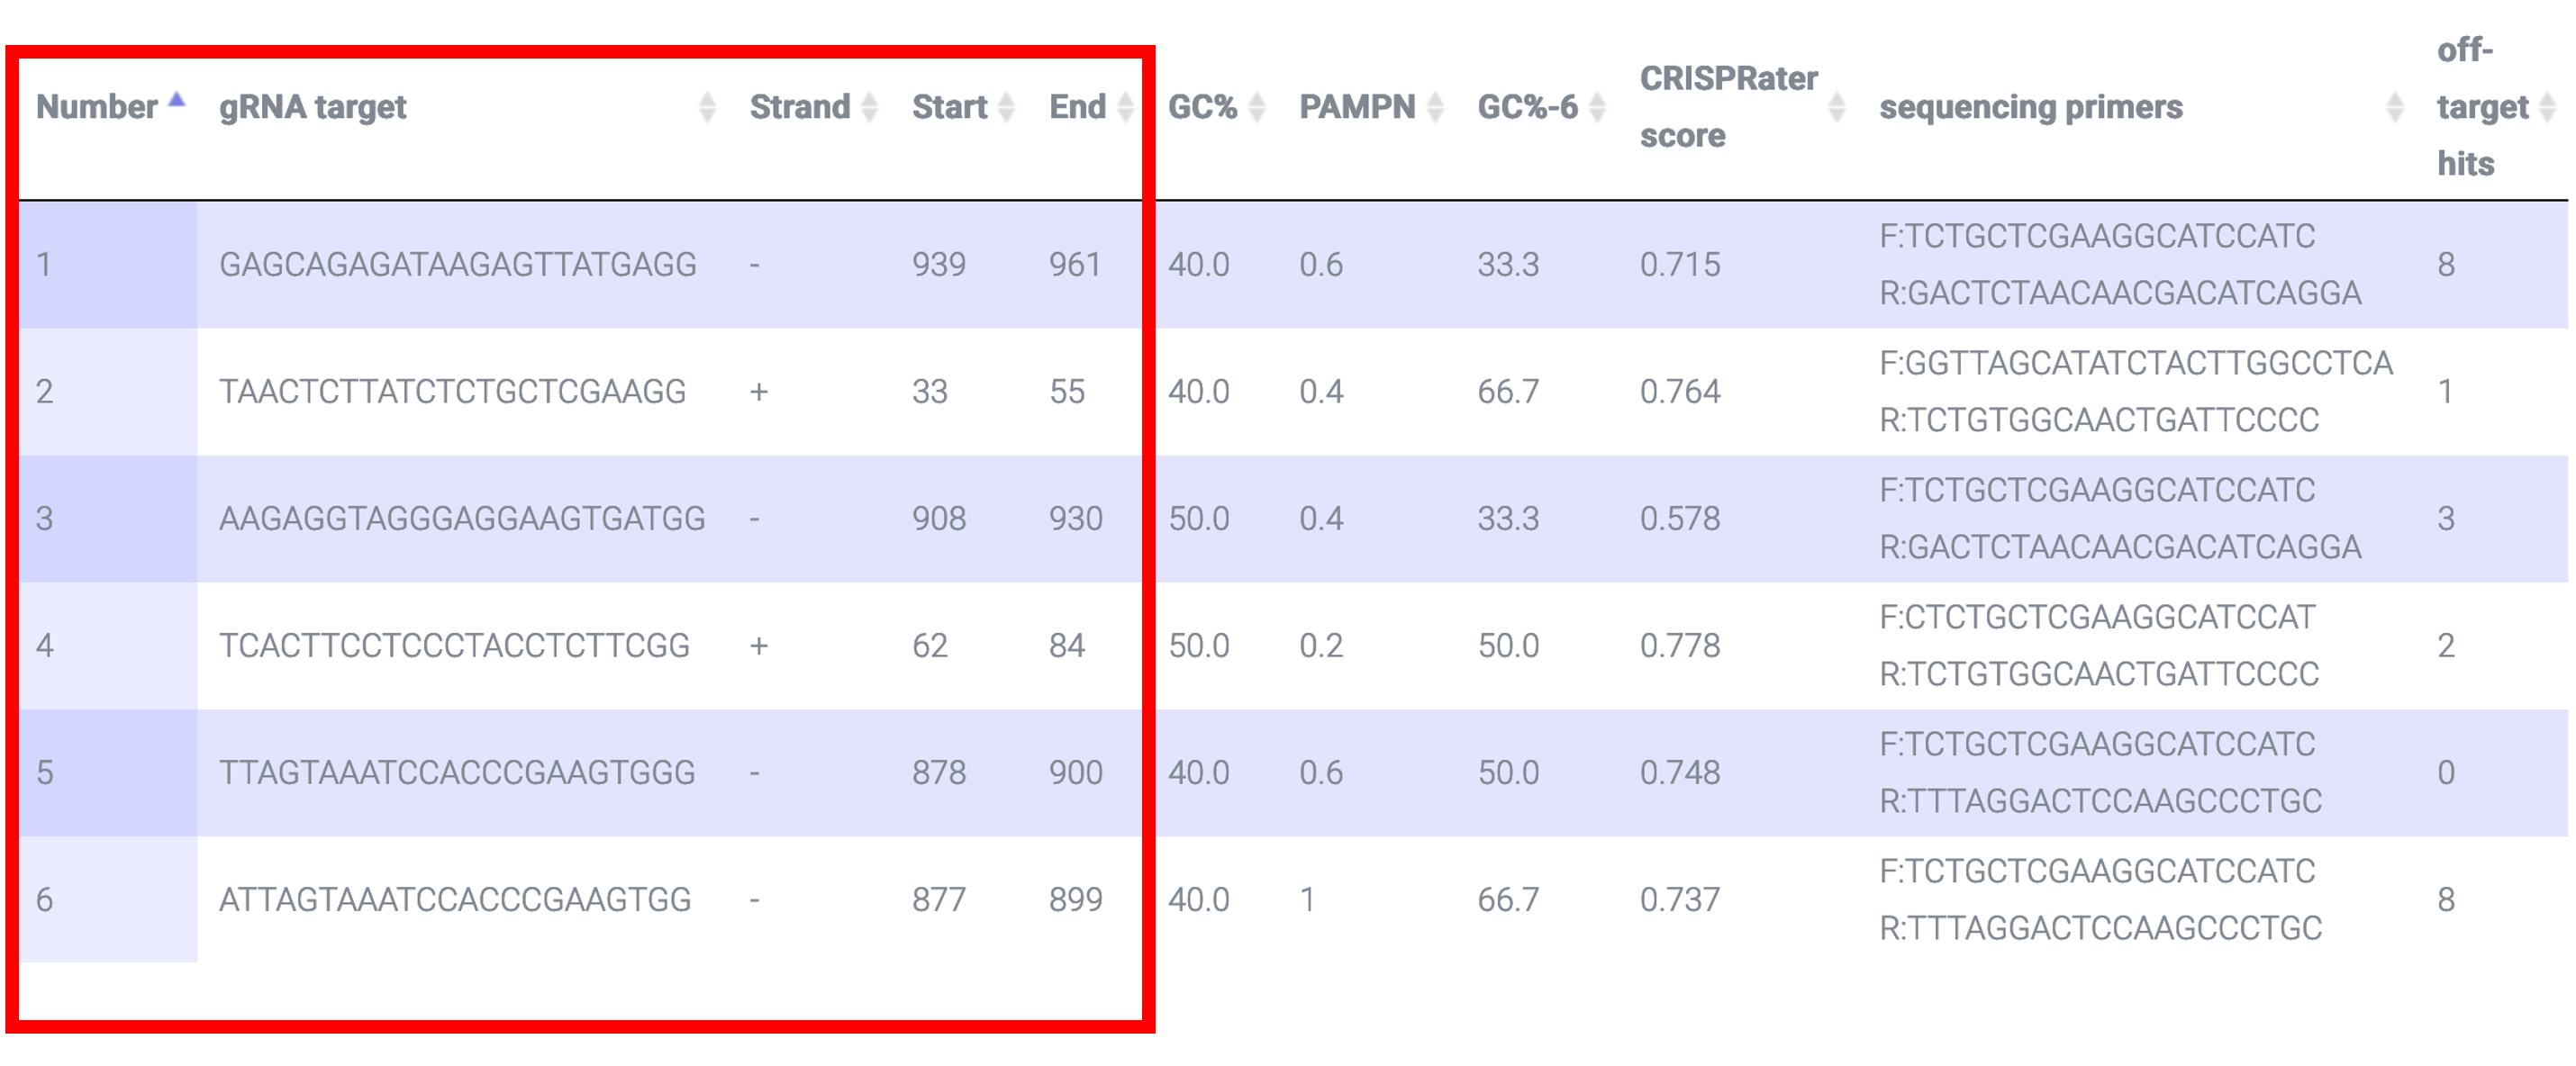 Number gRNA target Strand Start End GC% PAMPN GC%-6 CRISPRater score sequencing primers off-target hits
1 GAGCAGAGATAAGAGTTATGAGG - 939 961 40.0 0.6 33.3 0.715 F:TCTGCTCGAAGGCATCCATC 8
R:GACTCTAACAACGACATCAGGA
2 TAACTCTTATCTCTGCTCGAAGG + 33 55 40.0 0.4 66.7 0.764 F:GGTTAGCATATCTACTTGGCCTCA 1
R:TCTGTGGCAACTGATTCCCC
3 AAGAGGTAGGGAGGAAGTGATGG - 908 930 50.0 0.4 33.3 0.578 F:TCTGCTCGAAGGCATCCATC 3
R:GACTCTAACAACGACATCAGGA
4 TCACTTCCTCCCTACCTCTTCGG + 62 84 50.0 0.2 50.0 0.778 F:CTCTGCTCGAAGGCATCCAT 2
R:TCTGTGGCAACTGATTCCCC
5 TTAGTAAATCCACCCGAAGTGGG - 878 900 40.0 0.6 50.0 0.748 F:TCTGCTCGAAGGCATCCATC 0
R:TTTAGGACTCCAAGCCCTGC
6 ATTAGTAAATCCACCCGAAGTGG - 877 899 40.0 1 66.7 0.737 F:TCTGCTCGAAGGCATCCATC 8
R:TTTAGGACTCCAAGCCCTGC